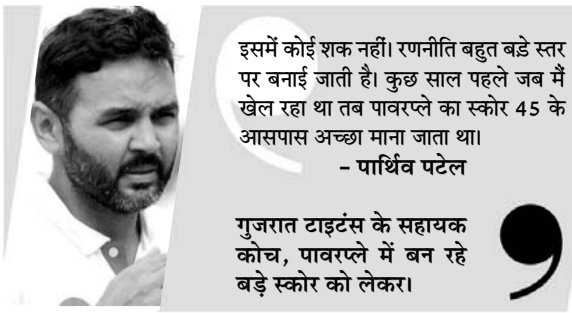 इसमें कोई शक नहीं। रणनीति बहुत बड़े स्तर
पर बनाई जाती है। कुछ साल पहले जब मैं
खेल रहा था तब पावरप्ले का स्कोर 45 के
आसपास अच्छा माना जाता था।
– पार्थिव पटेल
गुजरात टाइटंस के सहायक
कोच, पावरप्ले में बन रहे
बड़े स्कोर को लेकर।